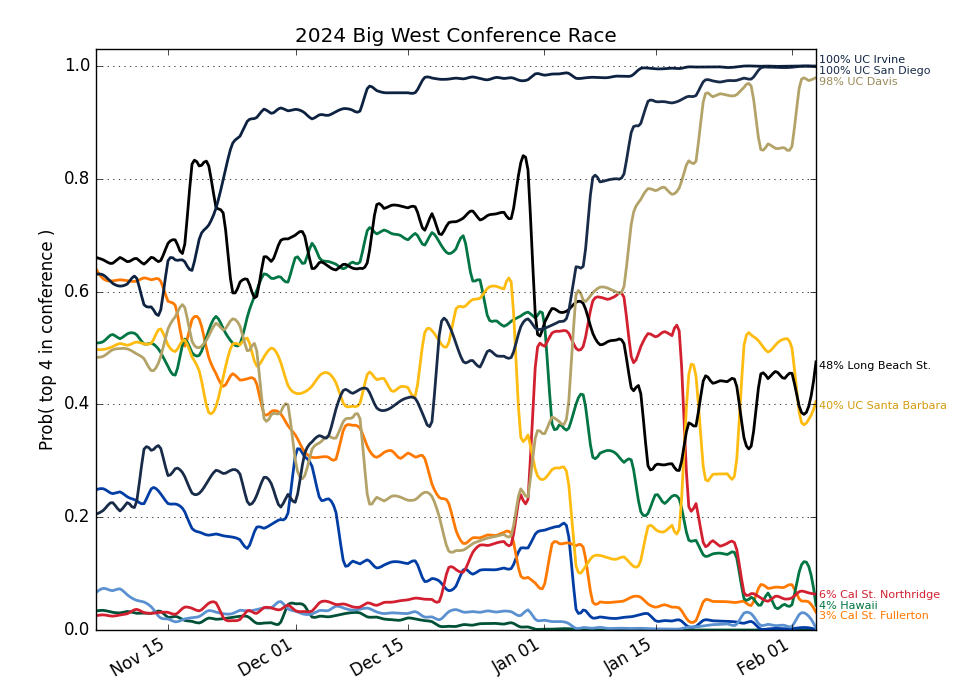 2024 Big West Conference Race
Prob( top 4 in conference )
1.0
0.8
0.6
0.4
0.2
0.0
Nov 15
Dec 01
Dec 15
Jan 01
Jan 15
Feb 01
100% UC Irvine
100% UC San Diego
98% UC Davis
48% Long Beach St.
40% UC Santa Barbara
6% Cal St. Northridge
4% Hawaii
3% Cal St. Fullerton